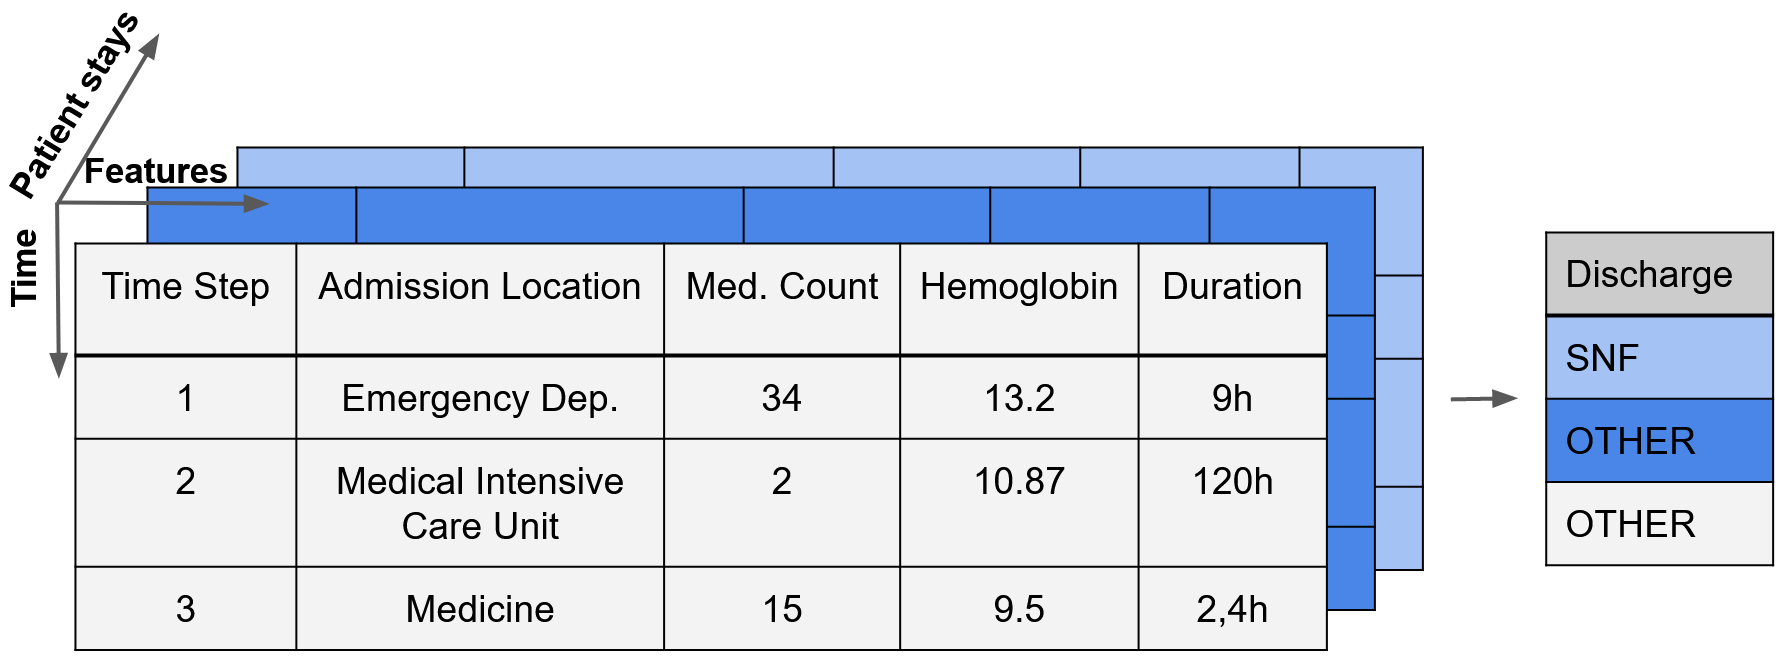 Patient stays
Features
Time
Time Step Admission Location Med. Count Hemoglobin Duration
1 Emergency Dep. 34 13.2 9h
2 Medical Intensive Care Unit 2 10.87 120h
3 Medicine 15 9.5 2,4h
Discharge
SNF
OTHER
OTHER